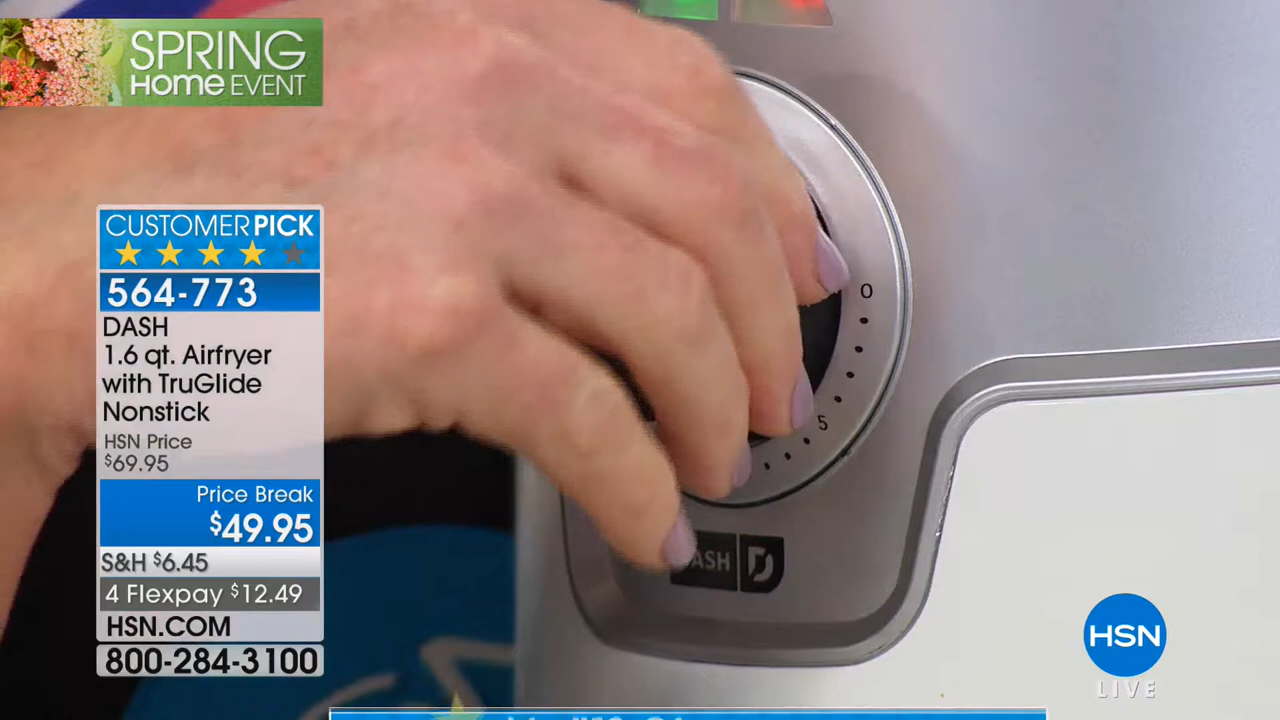 SPRING
Home EVENT
CUSTOMER PICK
564-773
DASH
1.6 qt. Airfryer
with TruGlide
Nonstick
HSN Price
$69.95
Price Break
$49.95
S&H $6.45
4 Flexpay $12.49
HSN.COM
800-284-3100
0
5
ASH D
HSN
LIVE